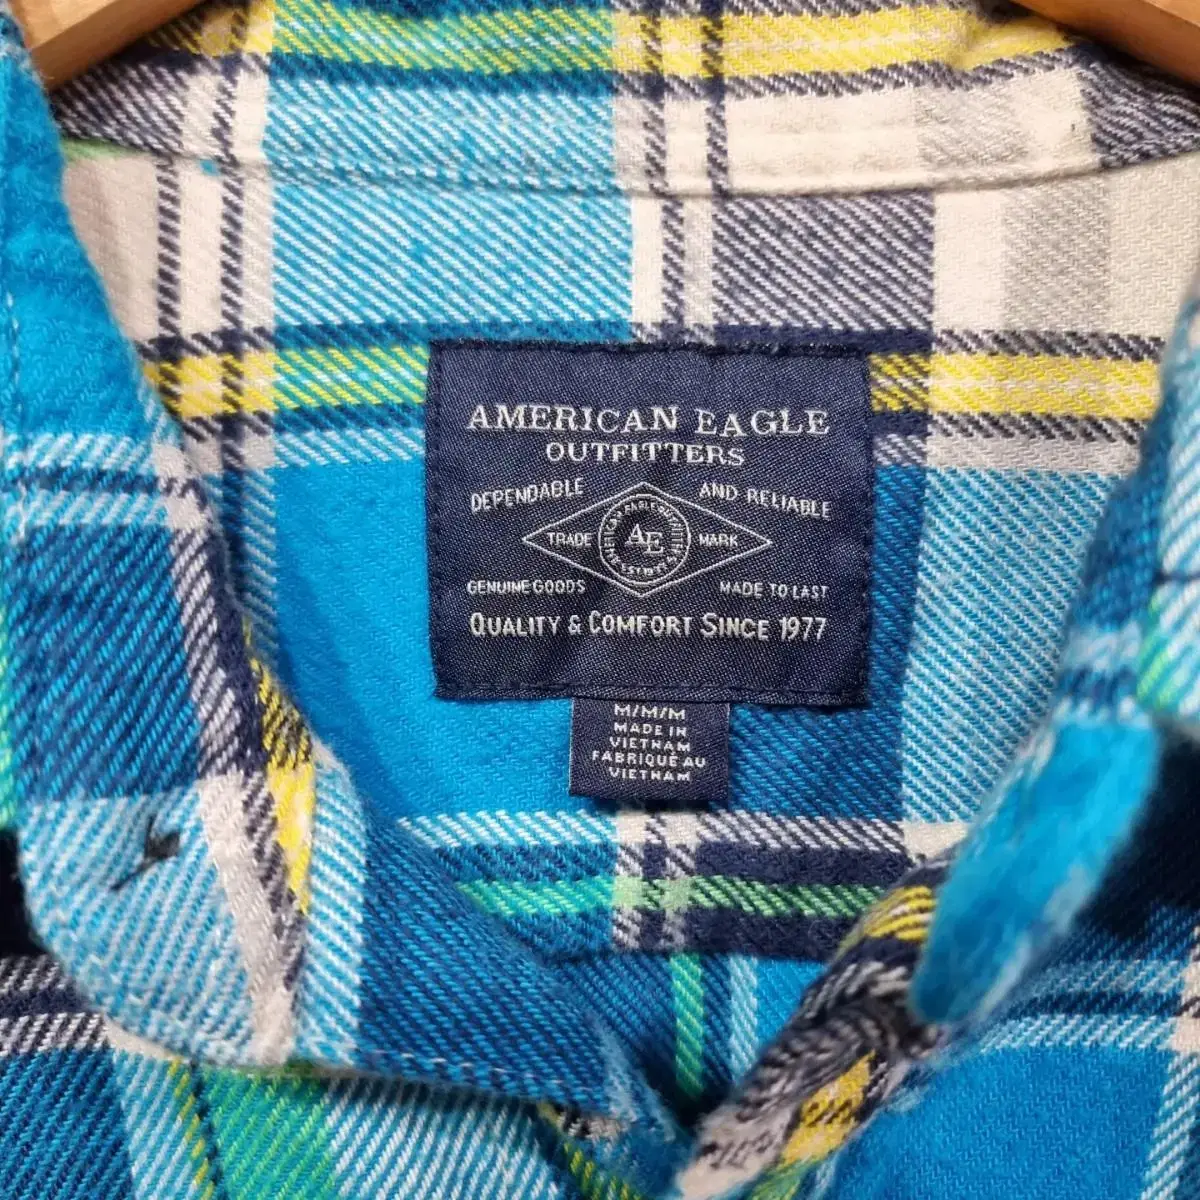 AMERICAN EAGLE
OUTFITTERS
DEPENDABLE AND RELIABLE
TRADE AE MARK
GENUINE GOODS MADE TO LAST
QUALITY & COMFORT SINCE 1977
M/M/M
MADE IN
VIETNAM
FABRIQUÉ AU
VIETNAM